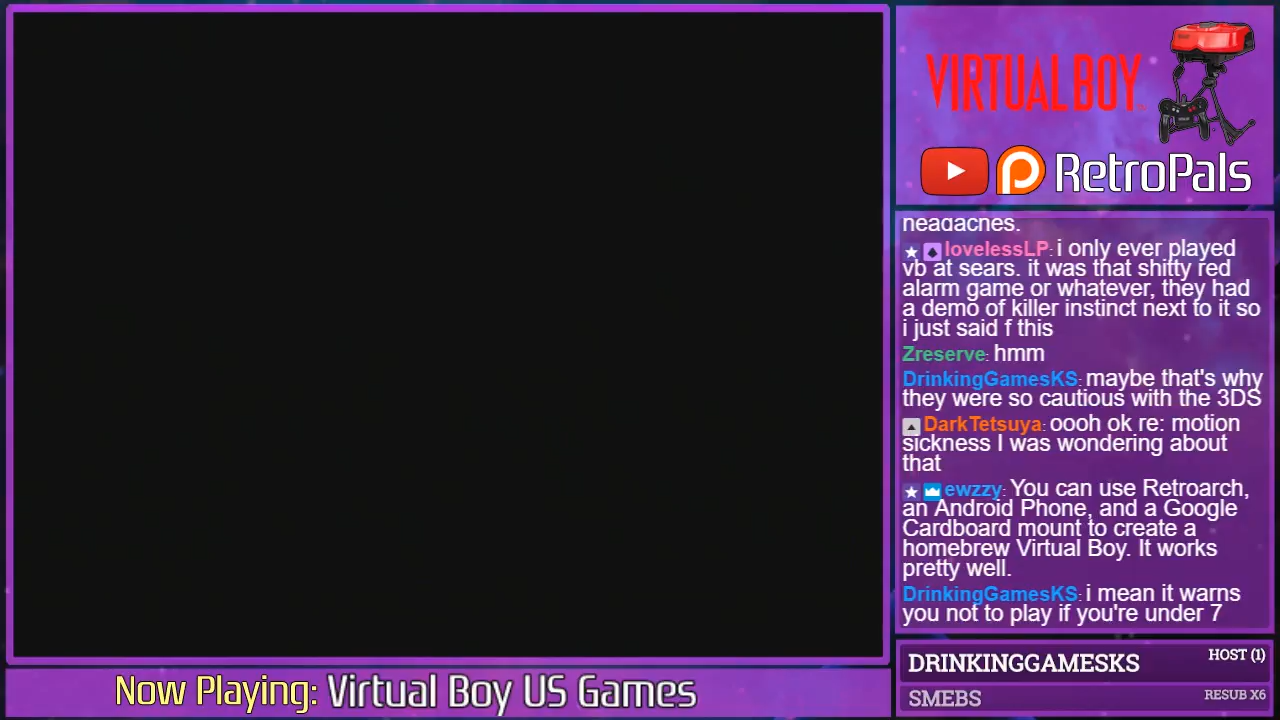 VIRTUAL BOY
RetroPals
headaches.
lovelessLP: i only ever played
vb at sears. it was that shitty red
alarm game or whatever, they had
a demo of killer instinct next to it so
i just said f this
Zreserve: hmm
DrinkingGamesKS: maybe that's why
they were so cautious with the 3DS
DarkTetsuya: oooh ok re: motion
sickness I was wondering about
that
ewzzy: You can use Retroarch,
an Android Phone, and a Google
Cardboard mount to create a
homebrew Virtual Boy. It works
pretty well.
DrinkingGamesKS: i mean it warns
you not to play if you're under 7
DRINKINGGAMESKS HOST (1)
SMEBS RESUB X6
Now Playing: Virtual Boy US Games